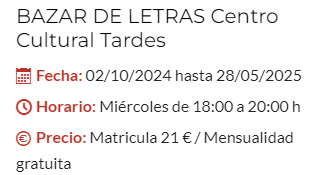 BAZAR DE LETRAS Centro
Cultural Tardes
Fecha: 02/10/2024 hasta 28/05/2025
Horario: Miércoles de 18:00 a 20:00 h
Precio: Matricula 21 € / Mensualidad
gratuita